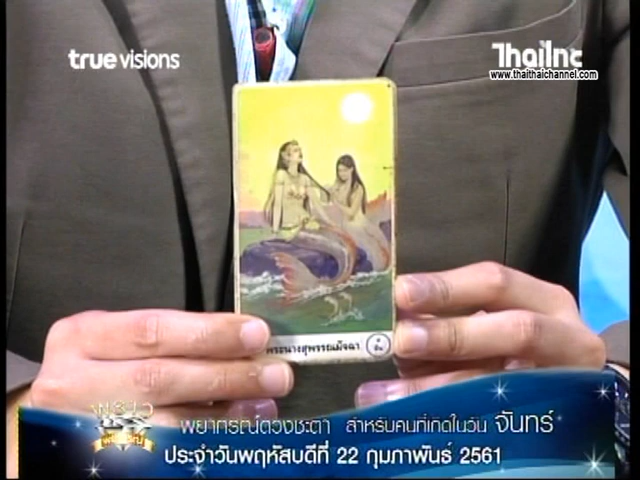 true visions
ThaiThai
www.thaithaichannel.com
พระนางสุพรรณมัจฉา
พยากรณ์ดวงชะตา สำหรับคนที่เกิดในวัน จันทร์
ประจำวันพฤหัสบดีที่ 22 กุมภาพันธ์ 2561